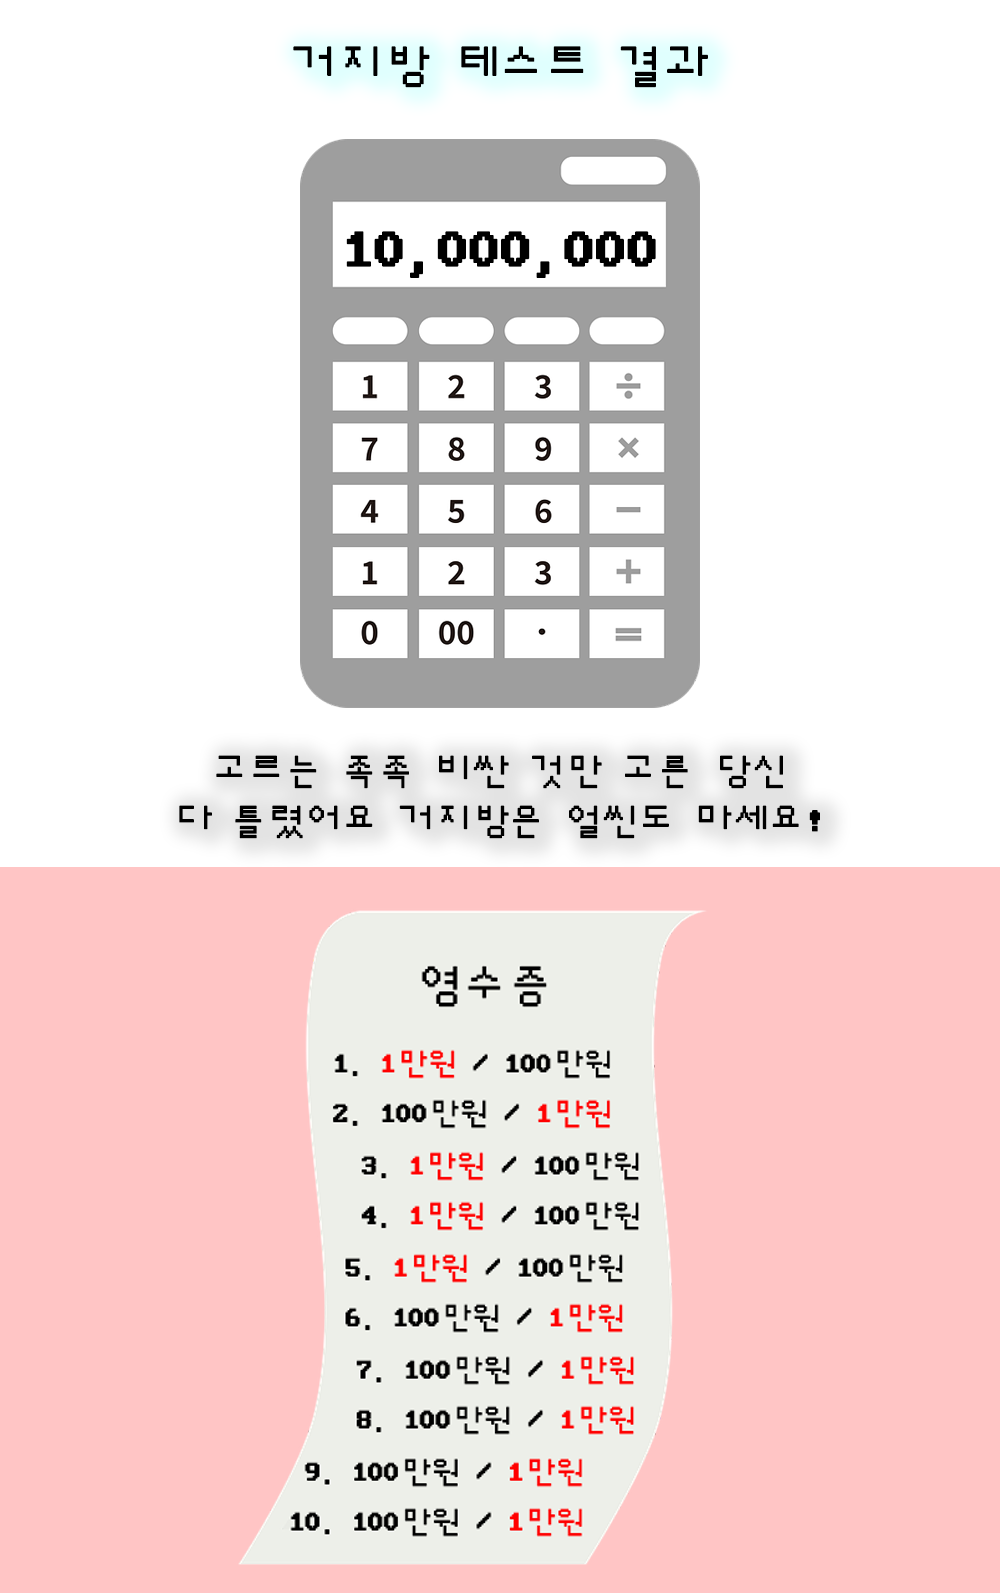 거지방 테스트 결과
10,000,000
1 2 3 ÷
7 8 9 ×
4 5 6 −
1 2 3 +
0 00 · =
고르는 족족 비싼 것만 고른 당신
다 틀렸어요 거지방은 얼씬도 마세요!
영수증
1. 1만원 / 100만원
2. 100만원 / 1만원
3. 1만원 / 100만원
4. 1만원 / 100만원
5. 1만원 / 100만원
6. 100만원 / 1만원
7. 100만원 / 1만원
8. 100만원 / 1만원
9. 100만원 / 1만원
10. 100만원 / 1만원